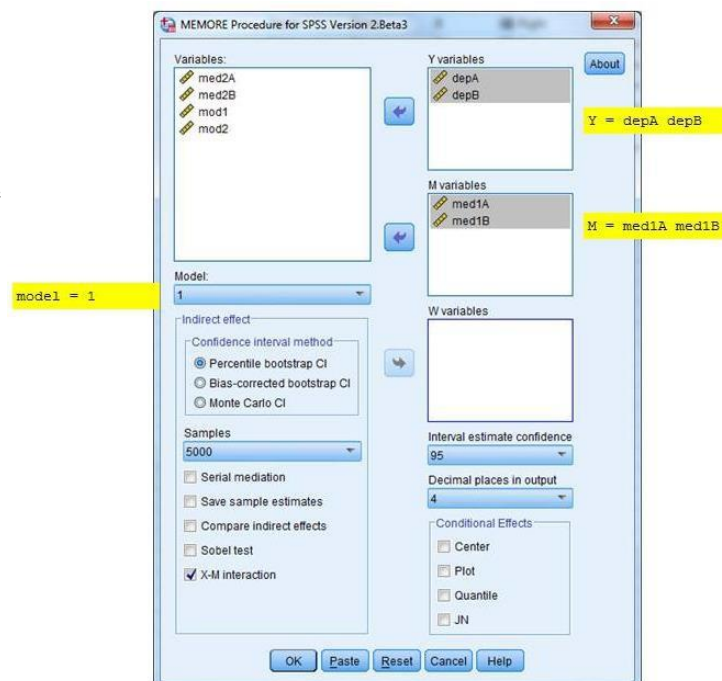 MEMORE Procedure for SPSS Version 2.Beta3
Variables:
med2A
med2B
mod1
mod2
Y variables
depA
depB
About
Y = depA depB
M variables
med1A
med1B
M = med1A med1B
Model:
1
model = 1
W variables
Indirect effect
Confidence interval method
Percentile bootstrap CI
Bias-corrected bootstrap CI
Monte Carlo CI
Samples
5000
Serial mediation
Save sample estimates
Compare indirect effects
Sobel test
X-M interaction
Interval estimate confidence
95
Decimal places in output
4
Conditional Effects
Center
Plot
Quantile
JN
OK Paste Reset Cancel Help